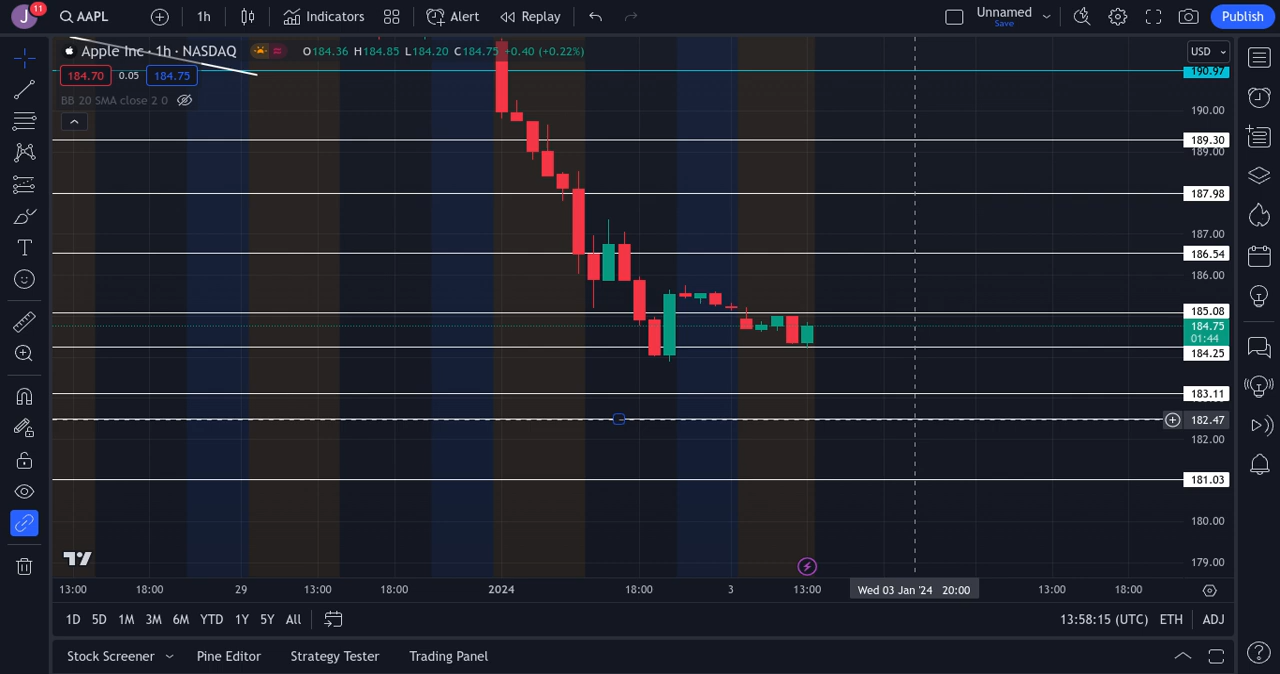 J 11 AAPL 1h Indicators Alert Replay Unnamed Save Publish
Apple Inc · 1h · NASDAQ O184.36 H184.85 L184.20 C184.75 +0.40 (+0.22%) USD
184.70 0.05 184.75
BB 20 SMA close 2 0
190.97
190.00
189.30
189.00
187.98
187.00
186.54
186.00
185.08
184.75
01:44
184.25
183.11
182.47
182.00
181.03
180.00
179.00
13:00 18:00 29 13:00 18:00 2024 18:00 3 13:00 Wed 03 Jan '24 20:00 13:00 18:00
1D 5D 1M 3M 6M YTD 1Y 5Y All 13:58:15 (UTC) ETH ADJ
Stock Screener Pine Editor Strategy Tester Trading Panel